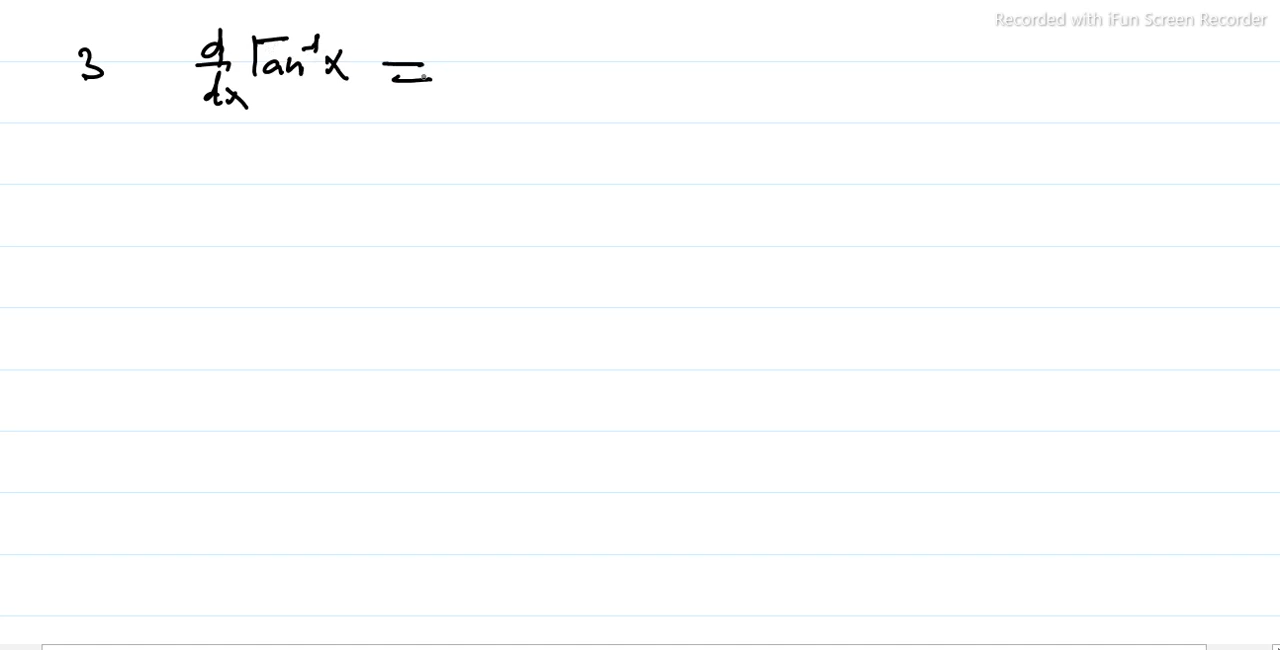 Recorded with iFun Screen Recorder
3 d/dx Tan⁻¹x =